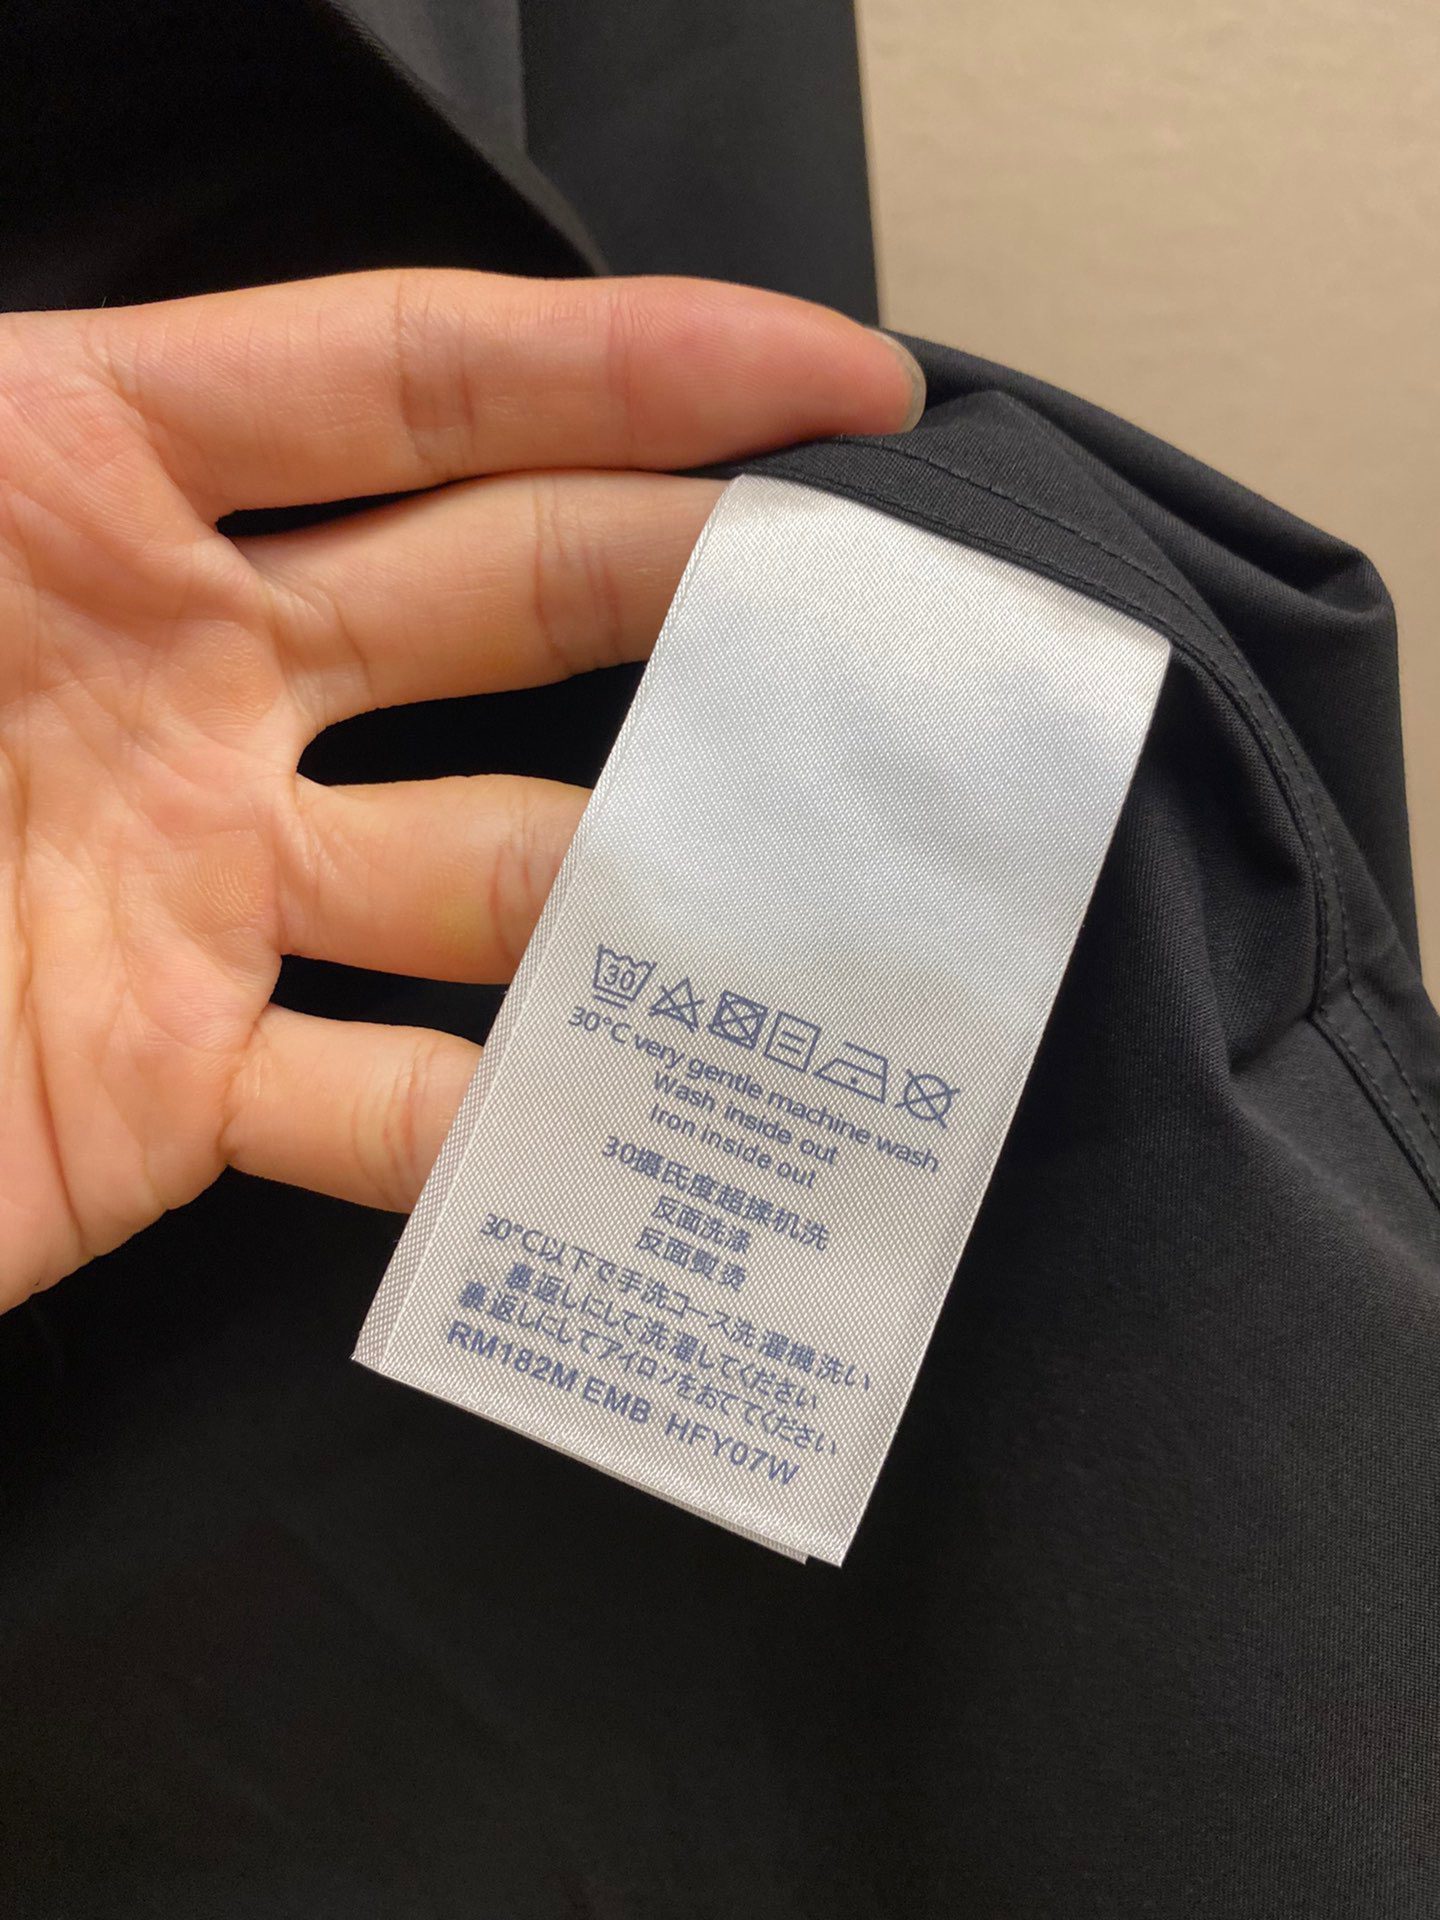 30
30°C very gentle machine wash
Wash inside out
Iron inside out
30摄氏度超揉机洗
反面洗涤
反面熨烫
30°C以下で手洗コース洗濯機洗い
裏返しにして洗濯してください
裏返しにしてアイロンをおててください
RM182M EMB HFY07W